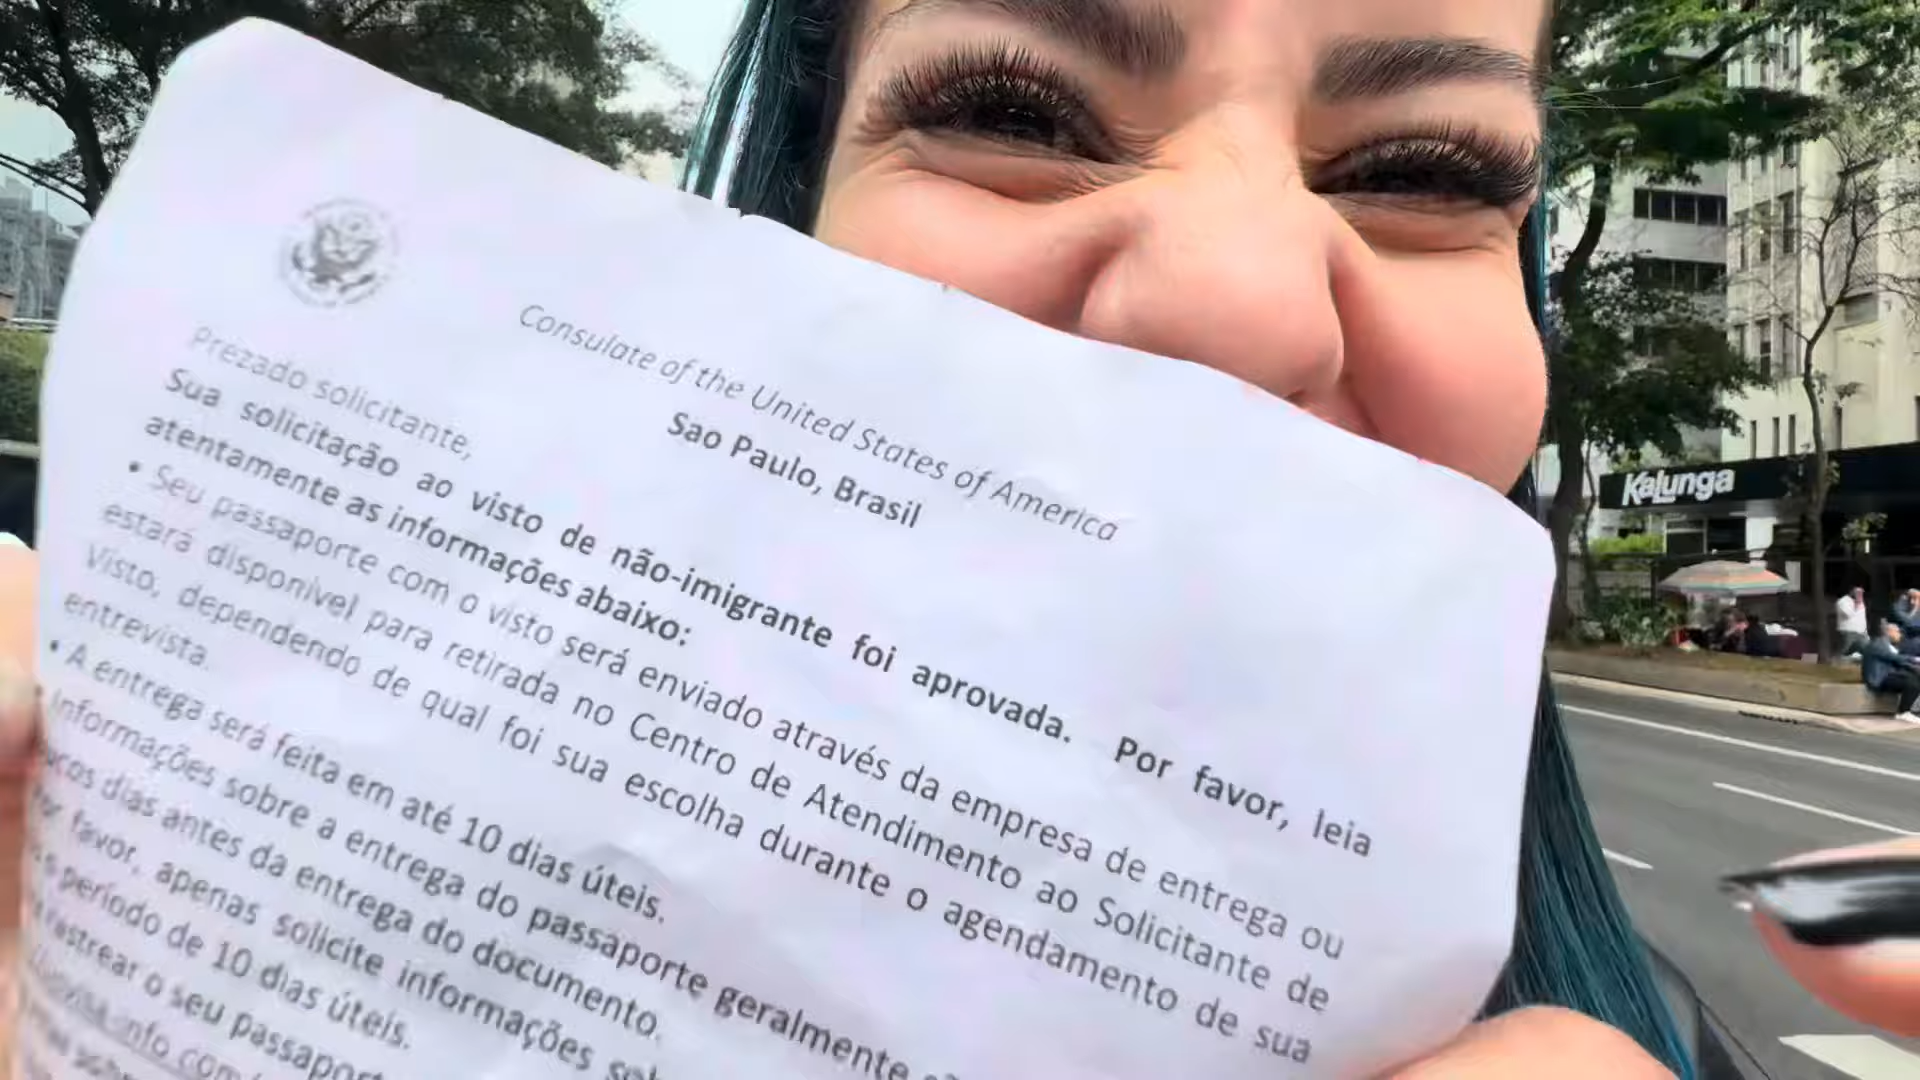 Consulate of the United States of America
Sao Paulo, Brasil
Prezado solicitante,
Sua solicitação ao visto de não-imigrante foi aprovada. Por favor, leia
atentamente as informações abaixo:
• Seu passaporte com o visto será enviado através da empresa de entrega ou
estará disponível para retirada no Centro de Atendimento ao Solicitante de
Visto, dependendo de qual foi sua escolha durante o agendamento de sua
entrevista.
• A entrega será feita em até 10 dias úteis.
• Informações sobre a entrega do passaporte geralmente
dias antes da entrega do documento.
favor, apenas solicite informações
período de 10 dias úteis.
rastrear o seu
Kalunga